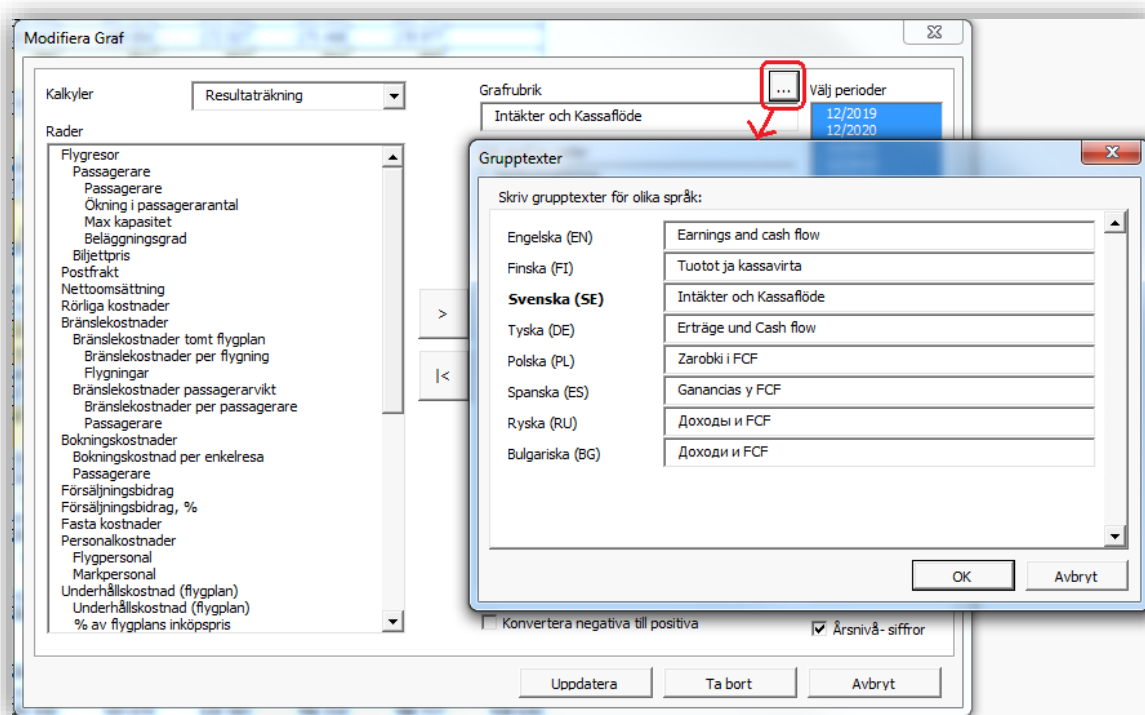 Modifiera Graf
Kalkyler
Resultaträkning
Rader
Flygresor
Passagerare
Passagerare
Ökning i passagerarantal
Max kapasitet
Beläggningsgrad
Biljettpris
Postfrakt
Nettoomsättning
Rörliga kostnader
Bränslekostnader
Bränslekostnader tomt flygplan
Bränslekostnader per flygning
Flygningar
Bränslekostnader passagerarvikt
Bränslekostnader per passagerare
Passagerare
Bokningskostnader
Bokningskostnad per enkelresa
Passagerare
Försäljningsbidrag
Försäljningsbidrag, %
Fasta kostnader
Personalkostnader
Flygpersonal
Markpersonal
Underhållskostnad (flygplan)
Underhållskostnad (flygplan)
% av flygplans inköpspris
>
|<
Grafrubrik
...
Intäkter och Kassaflöde
Välj perioder
12/2019
12/2020
Grupptexter
Skriv grupptexter för olika språk:
Engelska (EN) Earnings and cash flow
Finska (FI) Tuotot ja kassavirta
Svenska (SE) Intäkter och Kassaflöde
Tyska (DE) Erträge und Cash flow
Polska (PL) Zarobki i FCF
Spanska (ES) Ganancias y FCF
Ryska (RU) Доходы и FCF
Bulgariska (BG) Доходи и FCF
OK Avbryt
Konvertera negativa till positiva
Årsnivå- siffror
Uppdatera Ta bort Avbryt